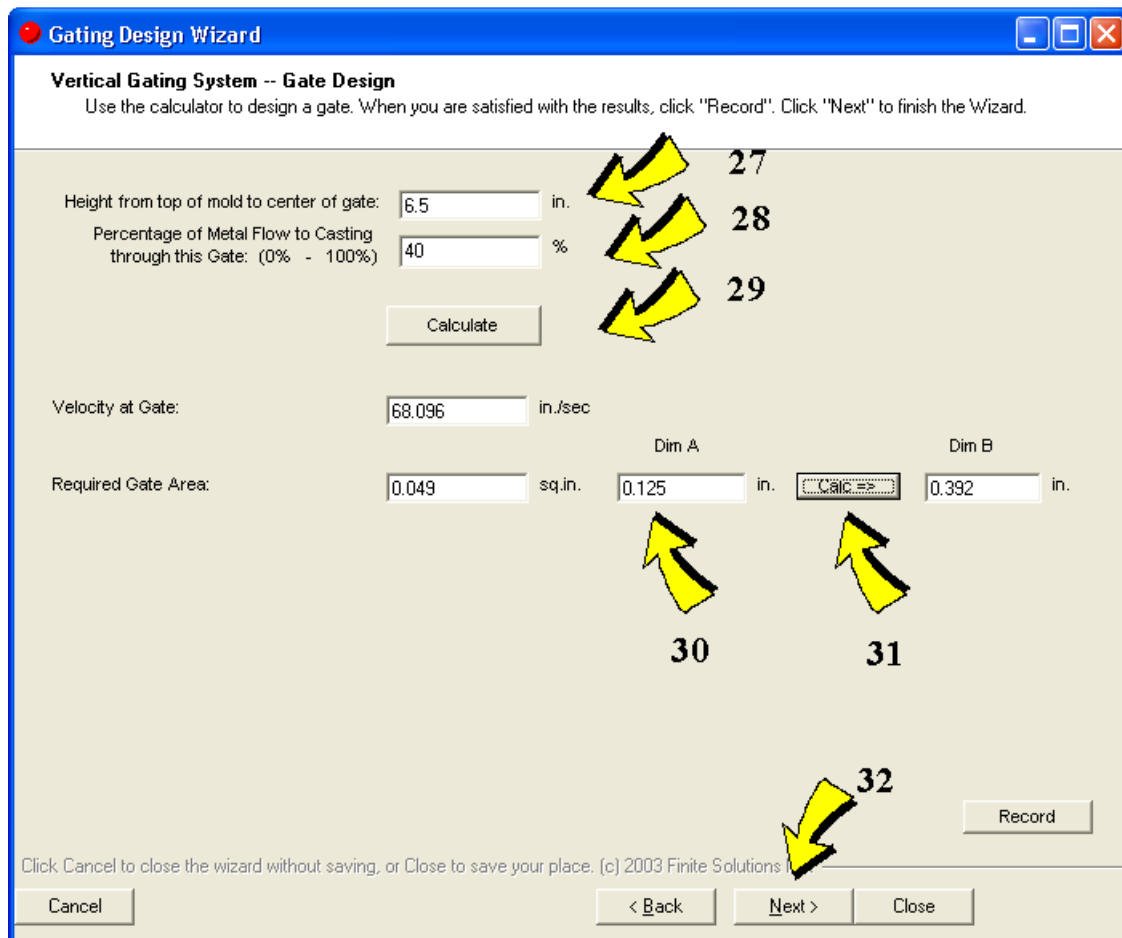 Gating Design Wizard
Vertical Gating System -- Gate Design
Use the calculator to design a gate. When you are satisfied with the results, click "Record". Click "Next" to finish the Wizard.
27
Height from top of mold to center of gate: 6.5 in.
28
Percentage of Metal Flow to Casting
through this Gate: (0% - 100%) 40 %
29
Calculate
Velocity at Gate: 68.096 in./sec
Dim A Dim B
Required Gate Area: 0.049 sq.in. 0.125 in. Calc => 0.392 in.
30 31
32
Record
Click Cancel to close the wizard without saving, or Close to save your place. (c) 2003 Finite Solutions
Cancel < Back Next > Close